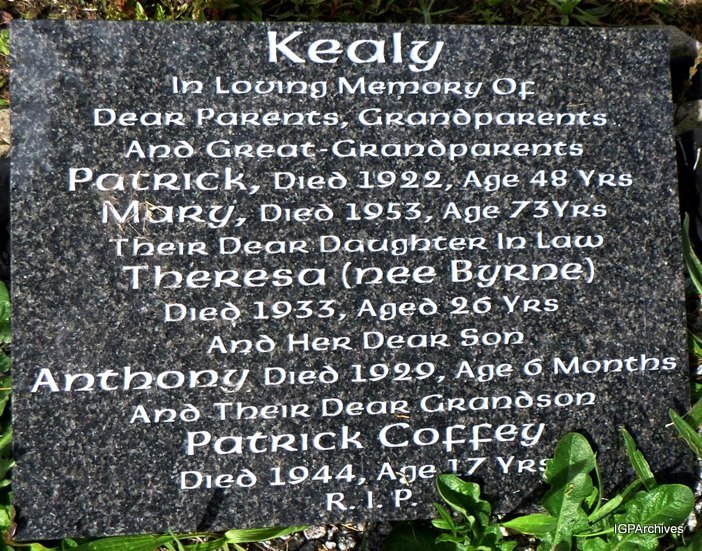 Kealy
In Loving Memory Of
Dear Parents, Grandparents
And Great-Grandparents
Patrick, Died 1922, Age 48 Yrs
Mary, Died 1953, Age 73Yrs
Their Dear Daughter In Law
Theresa (nee Byrne)
Died 1933, Aged 26 Yrs
And Her Dear Son
Anthony Died 1929, Age 6 Months
And Their Dear Grandson
Patrick Coffey
Died 1944, Age 17 Yrs
R. I. P.
IGPArchives